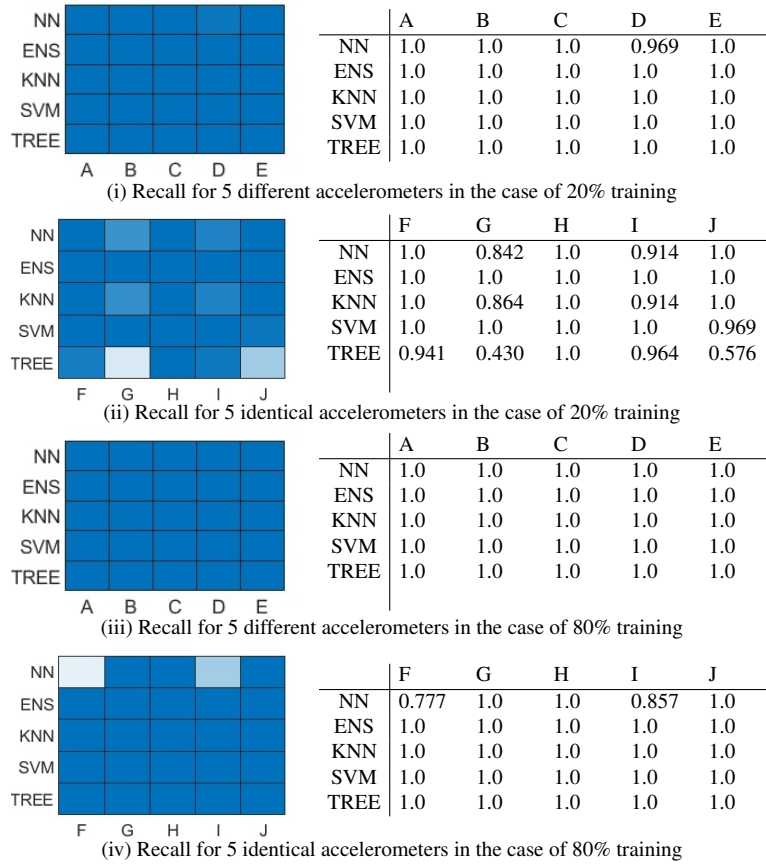 NN
ENS
KNN
SVM
TREE
A B C D E
A B C D E
NN 1.0 1.0 1.0 0.969 1.0
ENS 1.0 1.0 1.0 1.0 1.0
KNN 1.0 1.0 1.0 1.0 1.0
SVM 1.0 1.0 1.0 1.0 1.0
TREE 1.0 1.0 1.0 1.0 1.0
(i) Recall for 5 different accelerometers in the case of 20% training
NN
ENS
KNN
SVM
TREE
F G H I J
F G H I J
NN 1.0 0.842 1.0 0.914 1.0
ENS 1.0 1.0 1.0 1.0 1.0
KNN 1.0 0.864 1.0 0.914 1.0
SVM 1.0 1.0 1.0 1.0 0.969
TREE 0.941 0.430 1.0 0.964 0.576
(ii) Recall for 5 identical accelerometers in the case of 20% training
NN
ENS
KNN
SVM
TREE
A B C D E
A B C D E
NN 1.0 1.0 1.0 1.0 1.0
ENS 1.0 1.0 1.0 1.0 1.0
KNN 1.0 1.0 1.0 1.0 1.0
SVM 1.0 1.0 1.0 1.0 1.0
TREE 1.0 1.0 1.0 1.0 1.0
(iii) Recall for 5 different accelerometers in the case of 80% training
NN
ENS
KNN
SVM
TREE
F G H I J
F G H I J
NN 0.777 1.0 1.0 0.857 1.0
ENS 1.0 1.0 1.0 1.0 1.0
KNN 1.0 1.0 1.0 1.0 1.0
SVM 1.0 1.0 1.0 1.0 1.0
TREE 1.0 1.0 1.0 1.0 1.0
(iv) Recall for 5 identical accelerometers in the case of 80% training